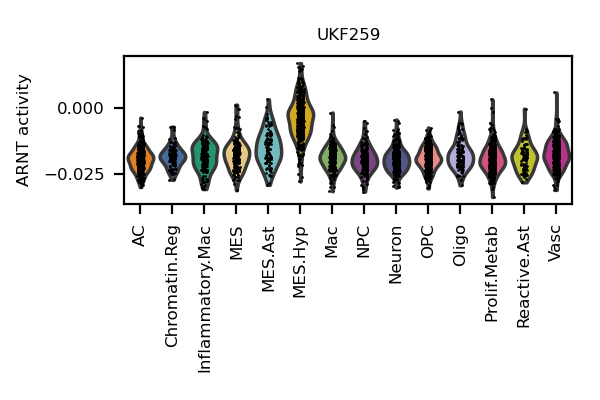 UKF259
ARNT activity
0.000
−0.025
AC
Chromatin.Reg
Inflammatory.Mac
MES
MES.Ast
MES.Hyp
Mac
NPC
Neuron
OPC
Oligo
Prolif.Metab
Reactive.Ast
Vasc